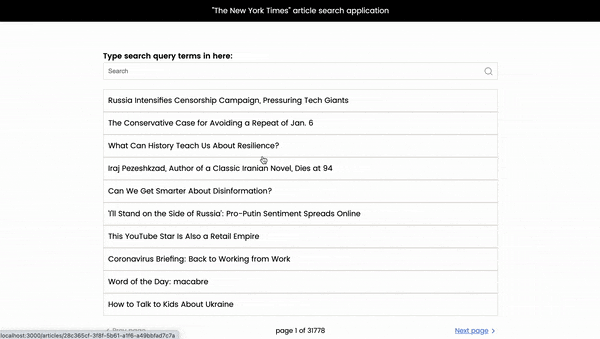 "The New York Times" article search application
Type search query terms in here:
Search
Russia Intensifies Censorship Campaign, Pressuring Tech Giants
The Conservative Case for Avoiding a Repeat of Jan. 6
What Can History Teach Us About Resilience?
Iraj Pezeshkzad, Author of a Classic Iranian Novel, Dies at 94
Can We Get Smarter About Disinformation?
'I'll Stand on the Side of Russia': Pro-Putin Sentiment Spreads Online
This YouTube Star Is Also a Retail Empire
Coronavirus Briefing: Back to Working from Work
Word of the Day: macabre
How to Talk to Kids About Ukraine
< Prev page
page 1 of 31778
Next page >
localhost:3000/articles/28c365cf-3f8f-5b61-a1f6-a49bbfad7c7a